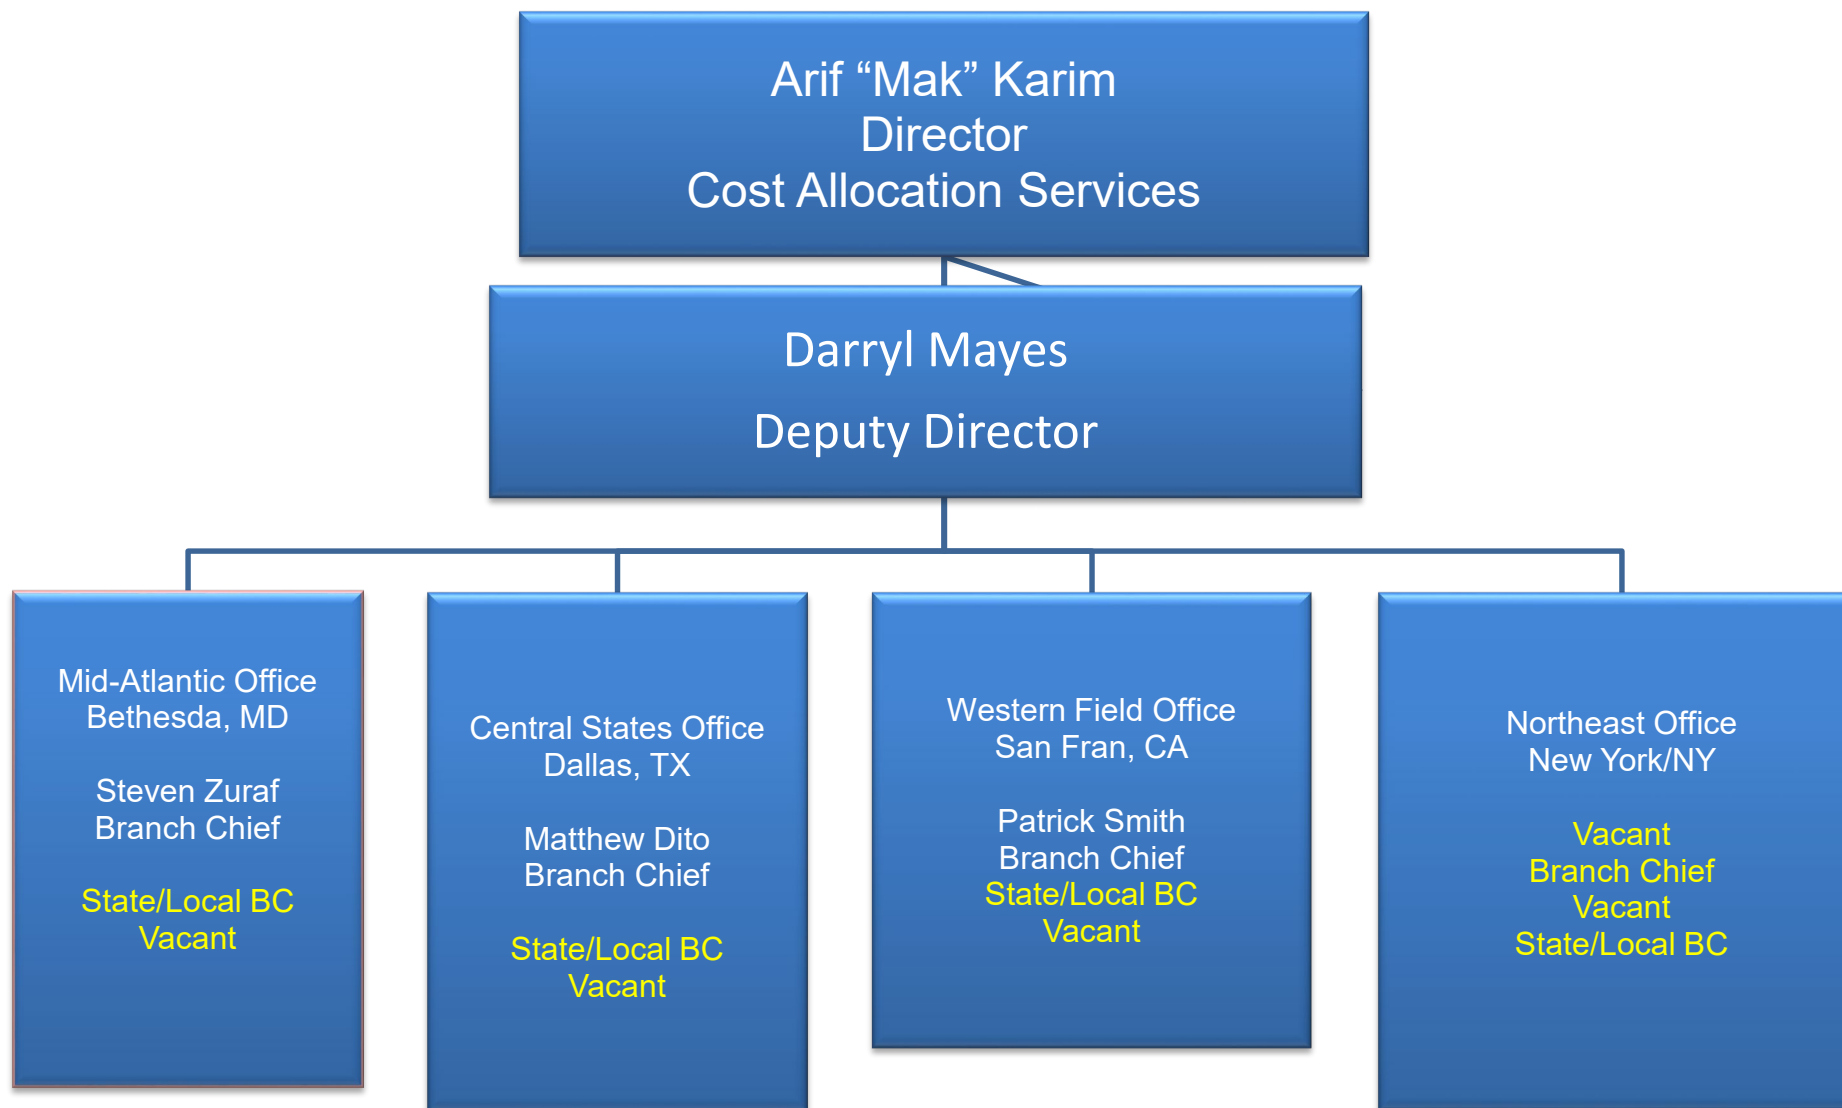 Arif “Mak” Karim
Director
Cost Allocation Services
Darryl Mayes
Deputy Director
Mid-Atlantic Office
Bethesda, MD
Steven Zuraf
Branch Chief
State/Local BC
Vacant
Central States Office
Dallas, TX
Matthew Dito
Branch Chief
State/Local BC
Vacant
Western Field Office
San Fran, CA
Patrick Smith
Branch Chief
State/Local BC
Vacant
Northeast Office
New York/NY
Vacant
Branch Chief
Vacant
State/Local BC